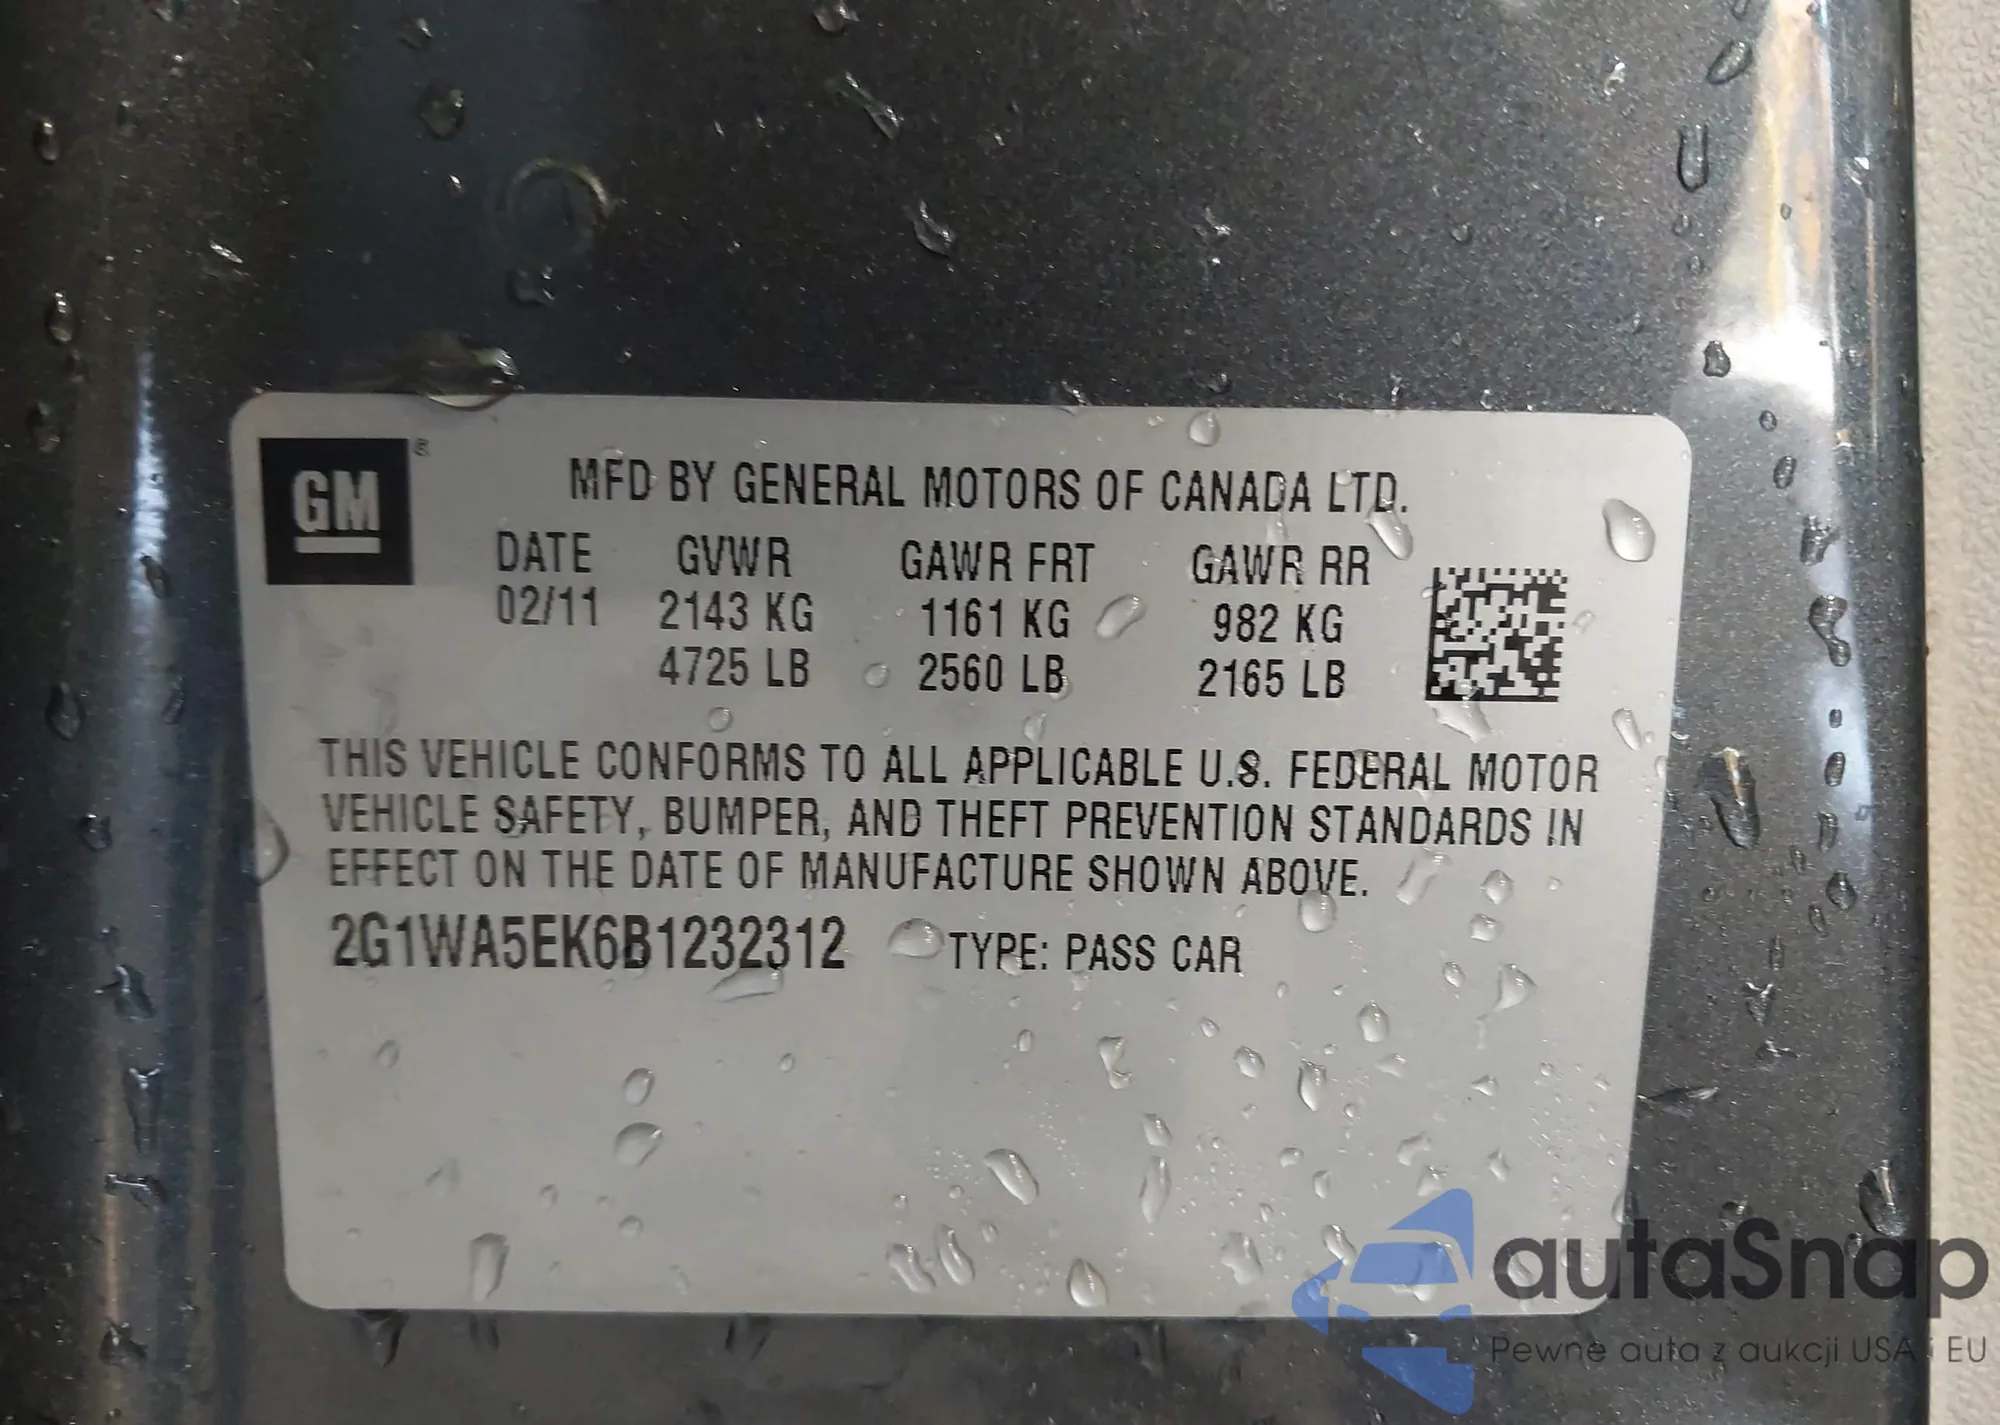 GM®
MFD BY GENERAL MOTORS OF CANADA LTD.
DATE GVWR GAWR FRT GAWR RR
02/11 2143 KG 1161 KG 982 KG
4725 LB 2560 LB 2165 LB
THIS VEHICLE CONFORMS TO ALL APPLICABLE U.S. FEDERAL MOTOR
VEHICLE SAFETY, BUMPER, AND THEFT PREVENTION STANDARDS IN
EFFECT ON THE DATE OF MANUFACTURE SHOWN ABOVE.
2G1WA5EK6B1232312 TYPE: PASS CAR
autaSnap
Pewne auta z aukcji USA i EU